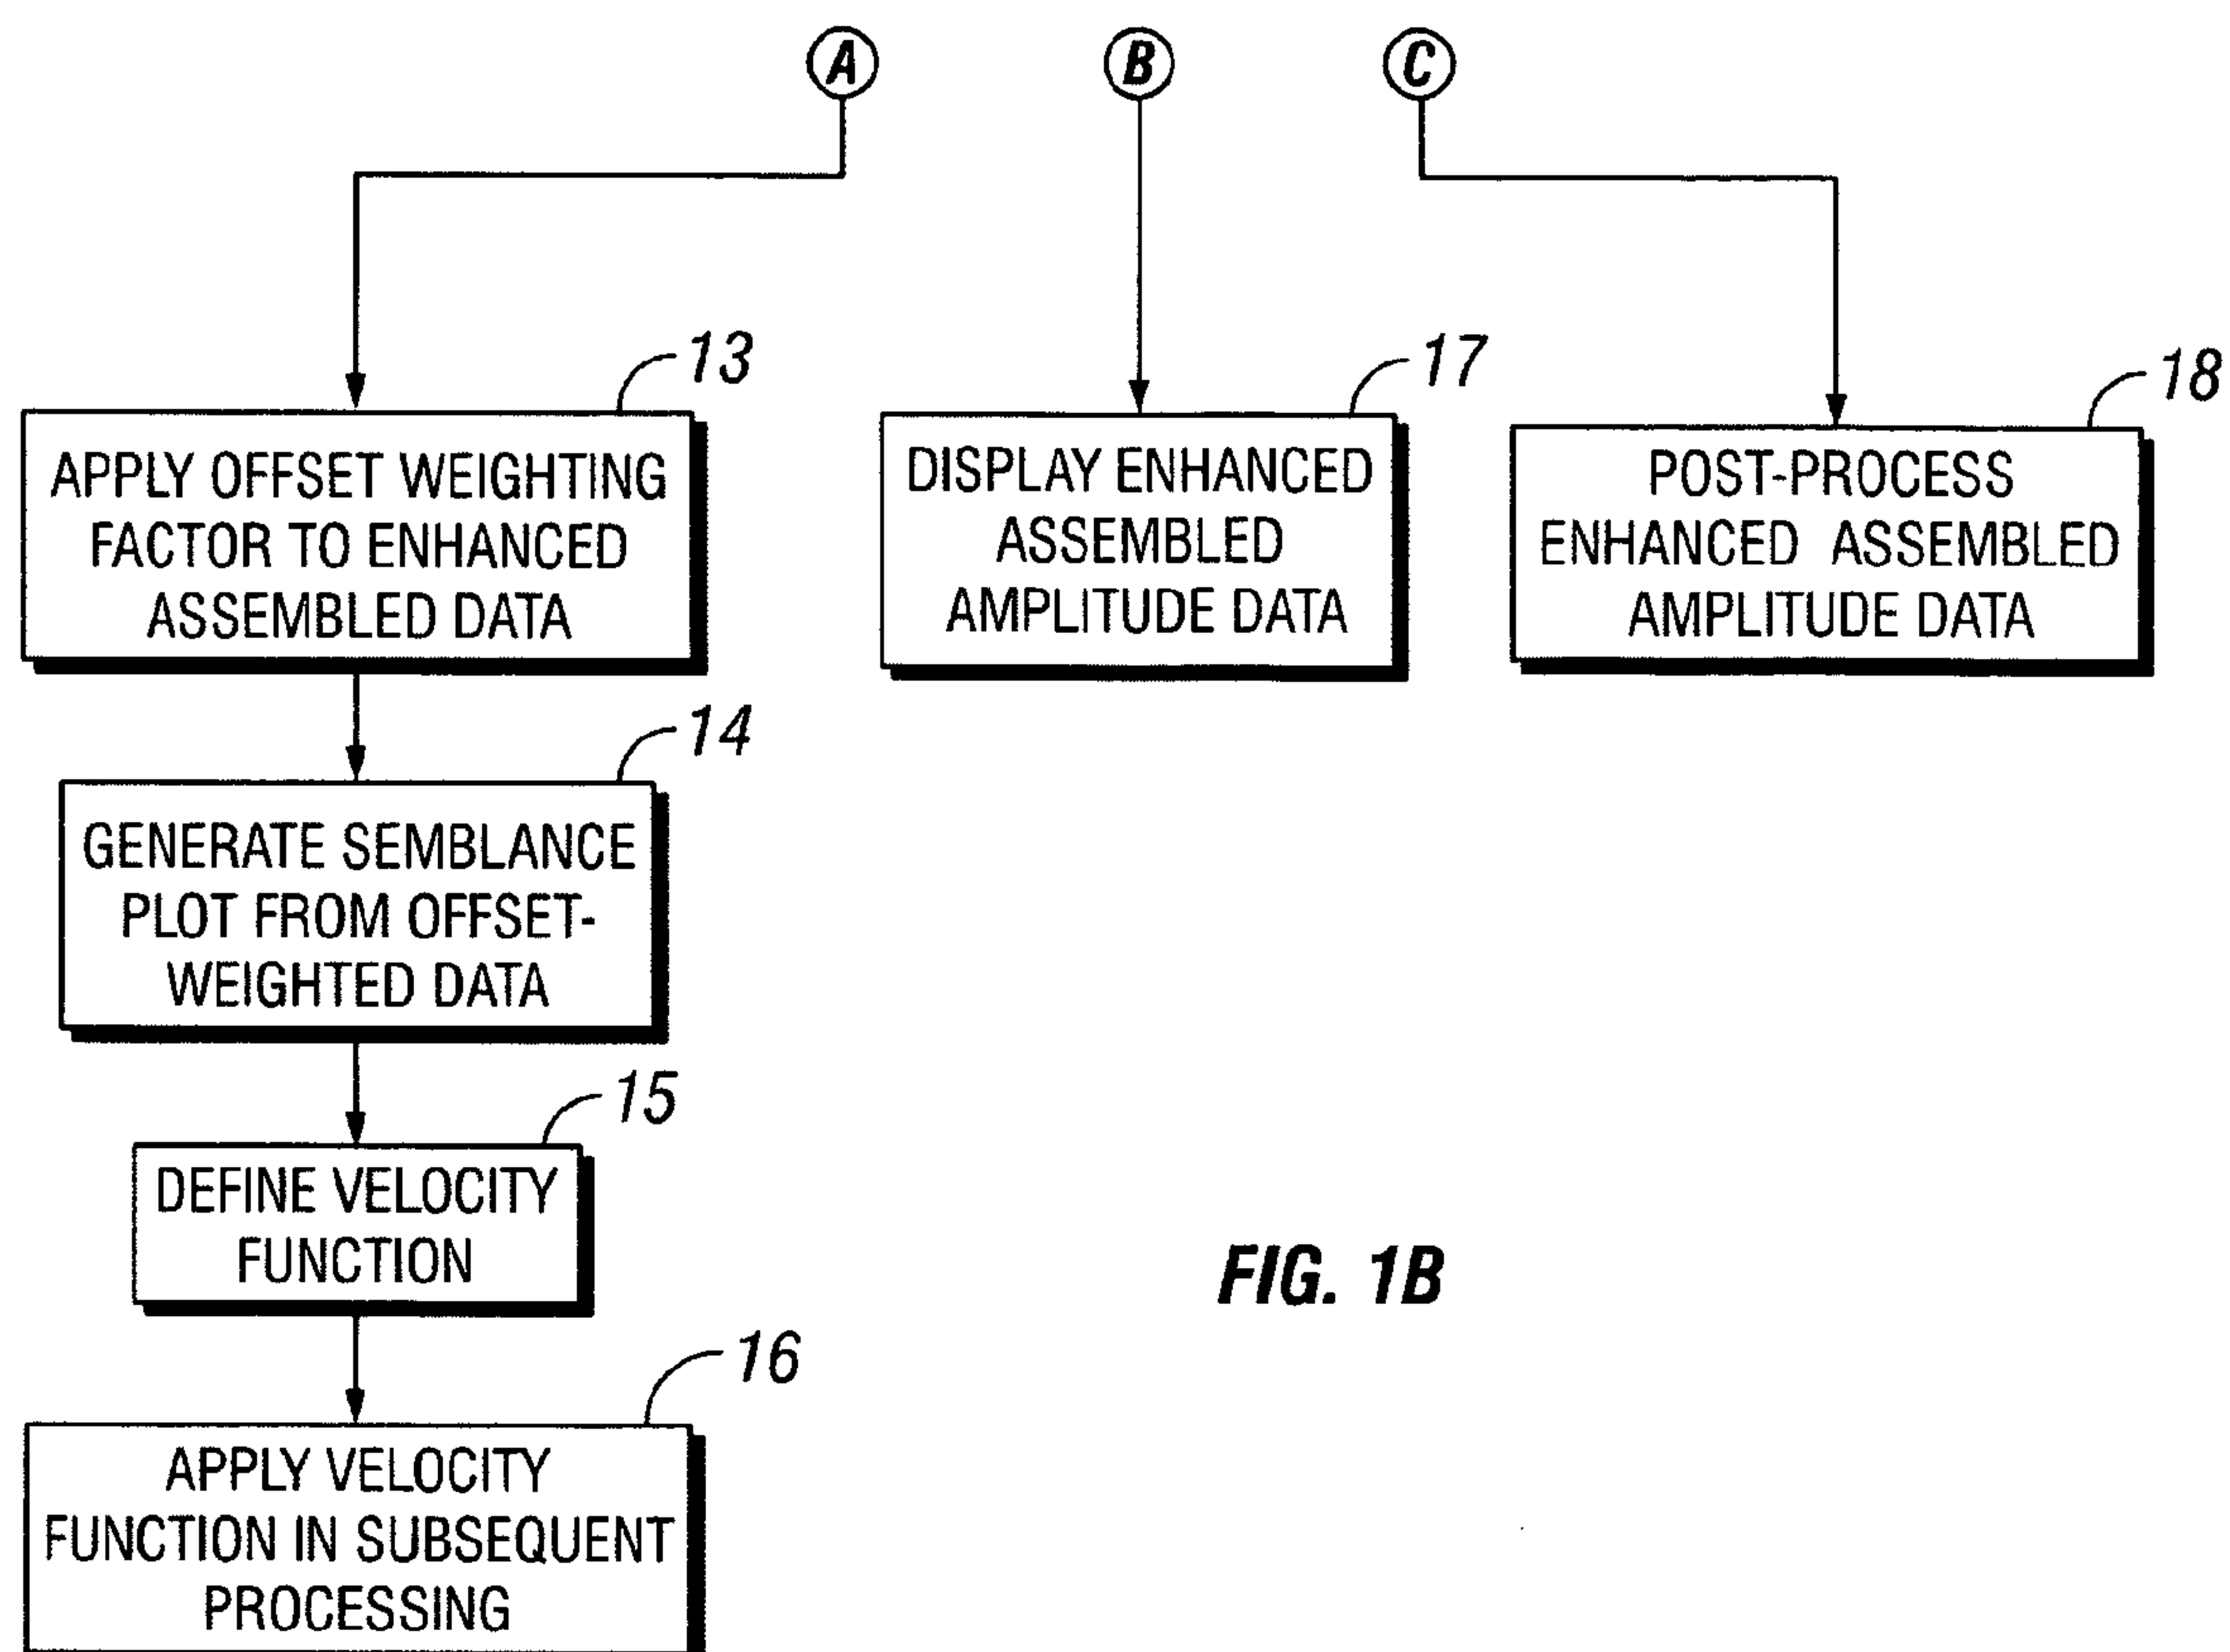 A
B
C
13
APPLY OFFSET WEIGHTING
FACTOR TO ENHANCED
ASSEMBLED DATA
14
GENERATE SEMBLANCE
PLOT FROM OFFSET-
WEIGHTED DATA
15
DEFINE VELOCITY
FUNCTION
16
APPLY VELOCITY
FUNCTION IN SUBSEQUENT
PROCESSING
17
DISPLAY ENHANCED
ASSEMBLED
AMPLITUDE DATA
18
POST-PROCESS
ENHANCED ASSEMBLED
AMPLITUDE DATA
FIG. 1B